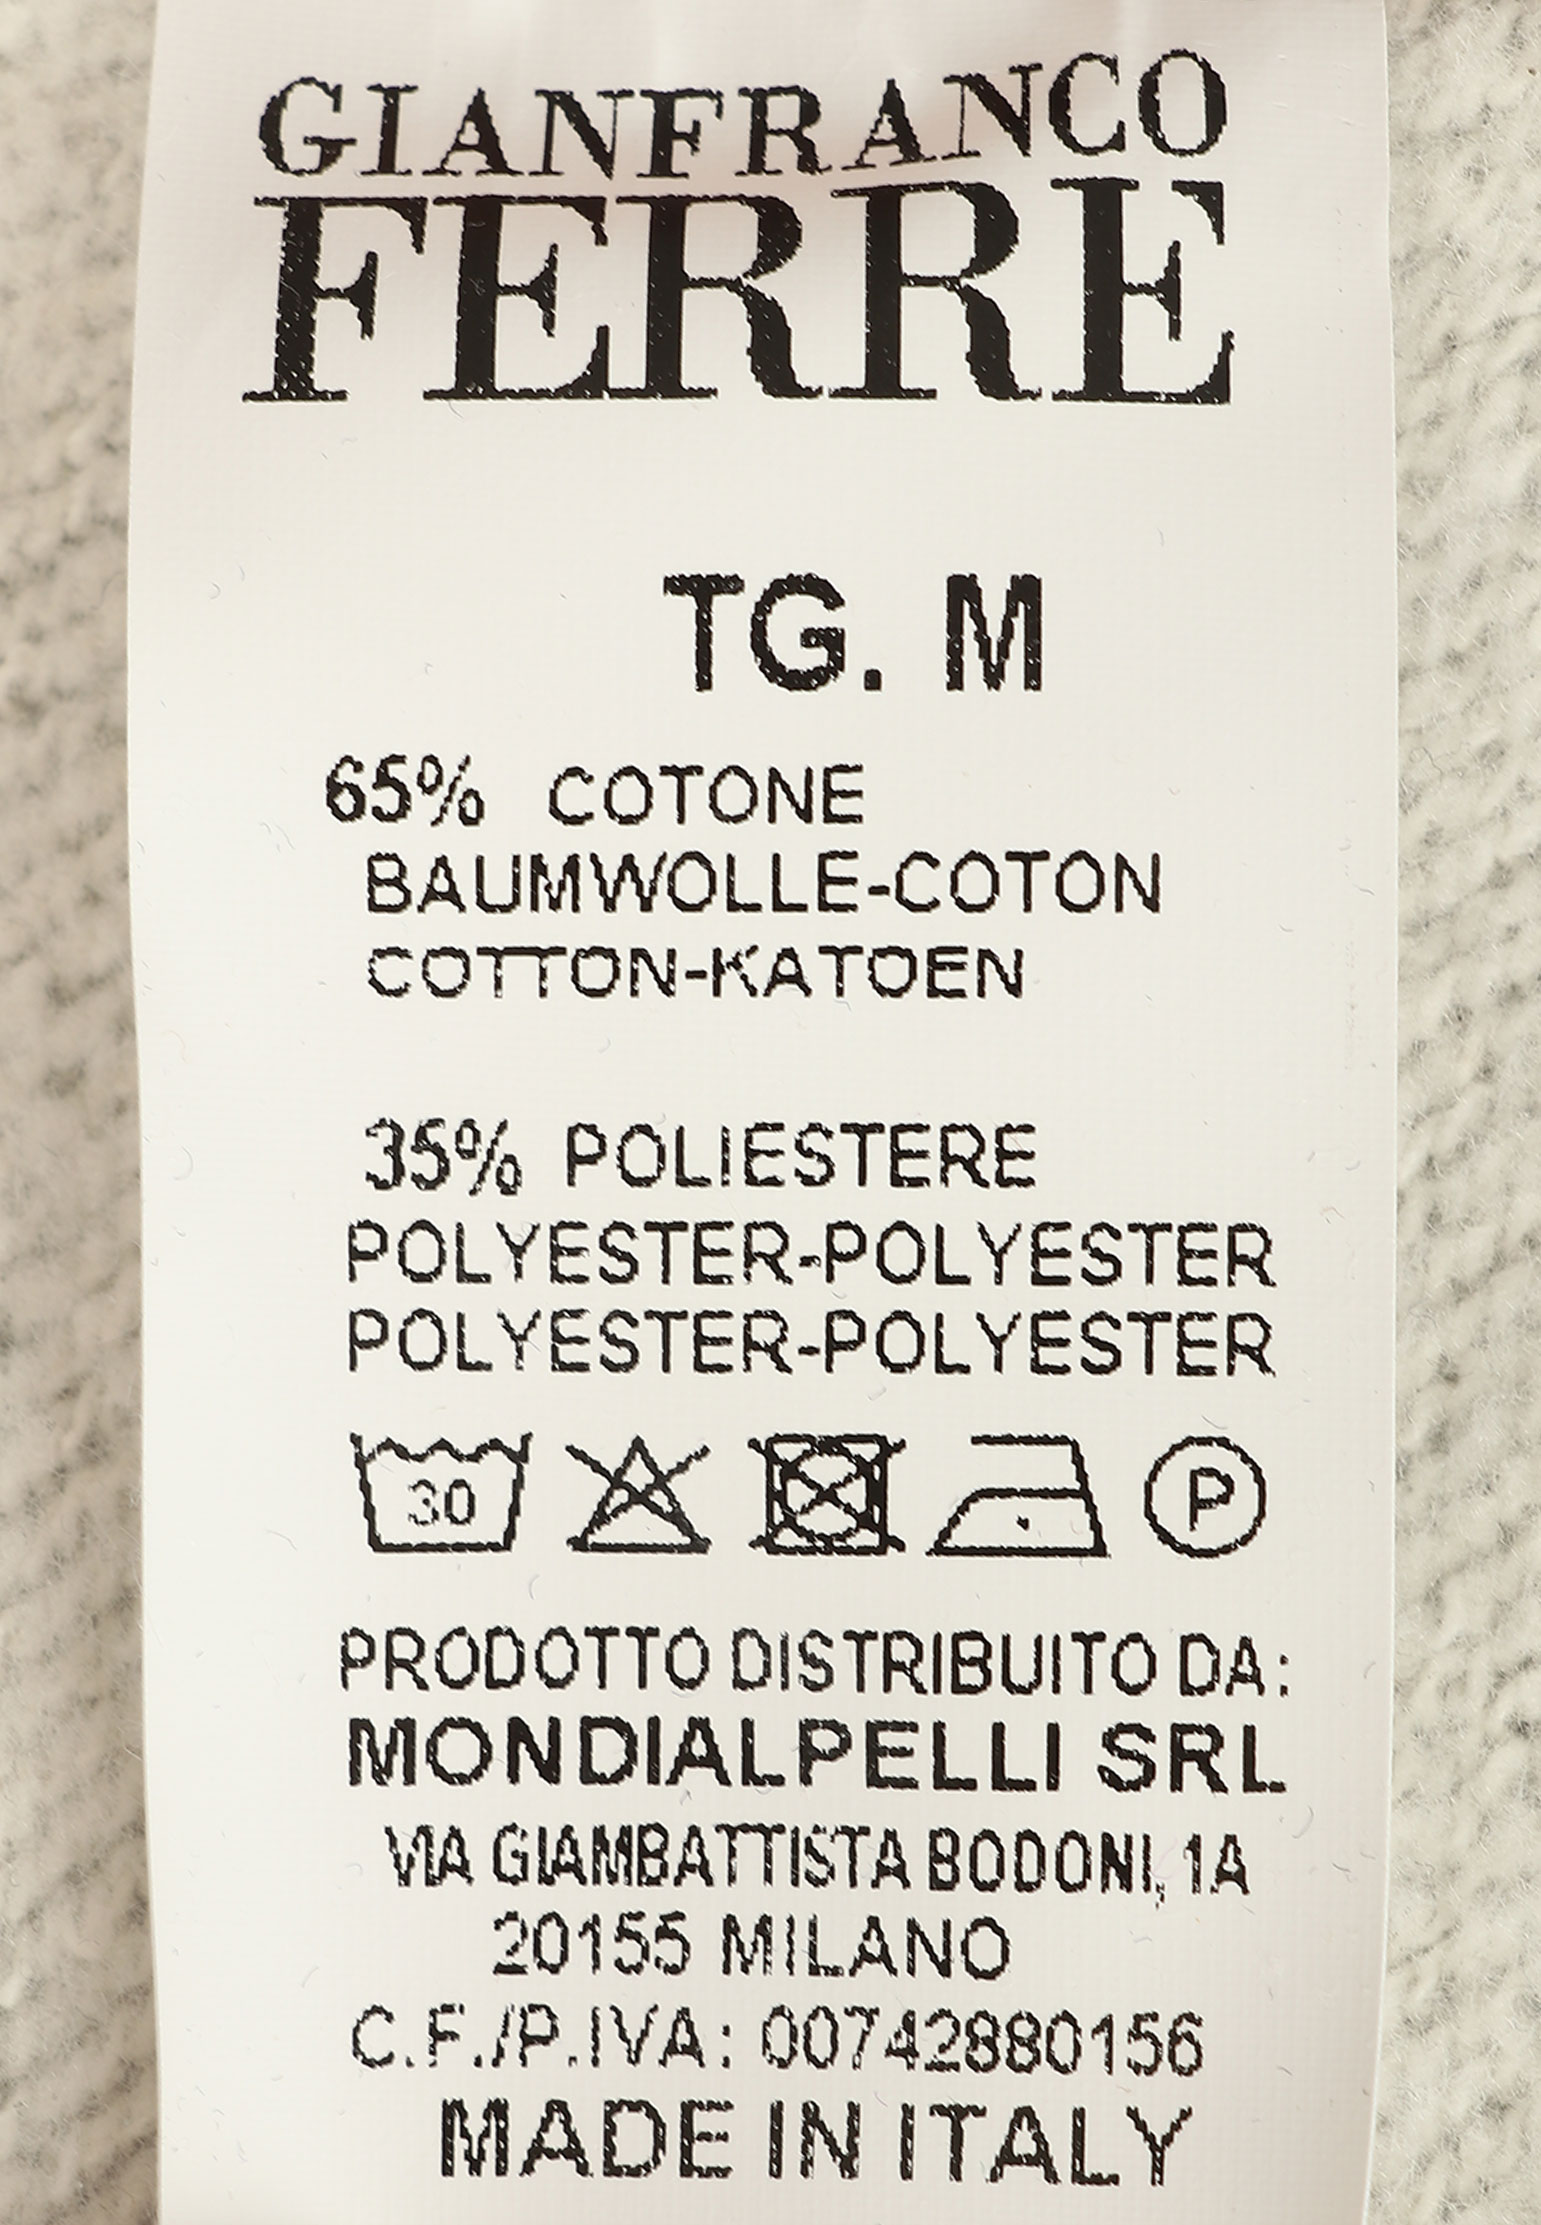 GIANFRANCO
FERRE
TG. M
65% COTONE
BAUMWOLLE-COTON
COTTON-KATOEN
35% POLIESTERE
POLYESTER-POLYESTER
POLYESTER-POLYESTER
30 P
PRODOTTO DISTRIBUITO DA:
MONDIALPELLI SRL
VIA GIAMBATTISTA BODONI, 1A
20155 MILANO
C.F./P.IVA: 00742880156
MADE IN ITALY